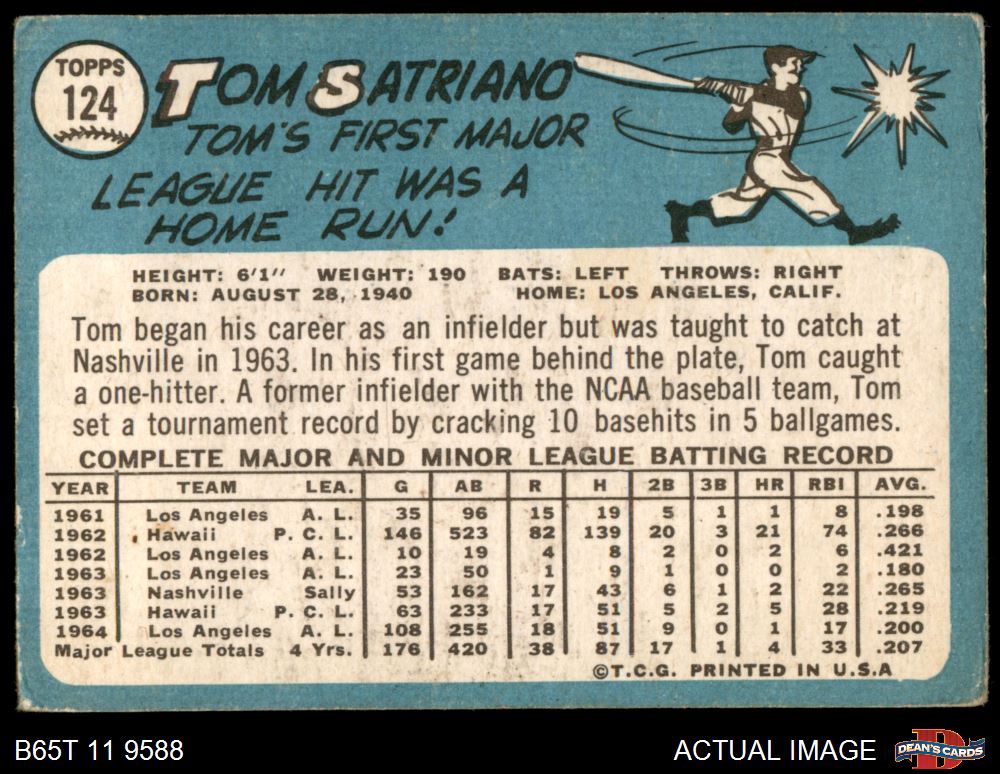 TOPPS
124
TOM SATRIANO
TOM'S FIRST MAJOR
LEAGUE HIT WAS A
HOME RUN!
HEIGHT: 6'1" WEIGHT: 190 BATS: LEFT THROWS: RIGHT
BORN: AUGUST 28, 1940 HOME: LOS ANGELES, CALIF.
Tom began his career as an infielder but was taught to catch at
Nashville in 1963. In his first game behind the plate, Tom caught
a one-hitter. A former infielder with the NCAA baseball team, Tom
set a tournament record by cracking 10 basehits in 5 ballgames.
COMPLETE MAJOR AND MINOR LEAGUE BATTING RECORD
YEAR TEAM LEA. G AB R H 2B 3B HR RBI AVG.
1961 Los Angeles A. L. 35 96 15 19 5 1 1 8 .198
1962 Hawaii P. C. L. 146 523 82 139 20 3 21 74 .266
1962 Los Angeles A. L. 10 19 4 8 2 0 2 6 .421
1963 Los Angeles A. L. 23 50 1 9 1 0 0 2 .180
1963 Nashville Sally 53 162 17 43 6 1 2 22 .265
1963 Hawaii P. C. L. 63 233 17 51 5 2 5 28 .219
1964 Los Angeles A. L. 108 255 18 51 9 0 1 17 .200
Major League Totals 4 Yrs. 176 420 38 87 17 1 4 33 .207
©T.C.G. PRINTED IN U.S.A
B65T 11 9588 ACTUAL IMAGE DEAN'S CARDS